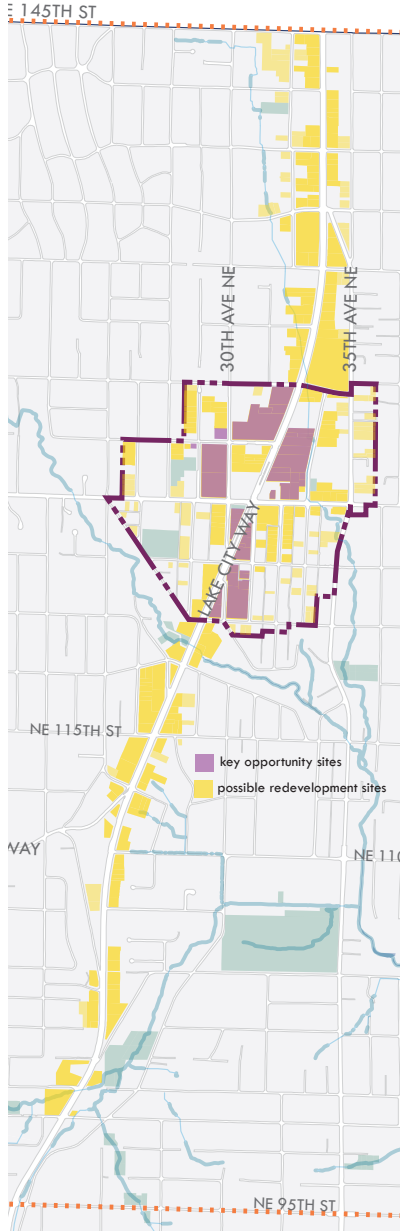 E 145TH ST
30TH AVE NE
35TH AVE NE
LAKE CITY WAY
NE 115TH ST
key opportunity sites
possible redevelopment sites
WAY
NE 110
NE 95TH ST